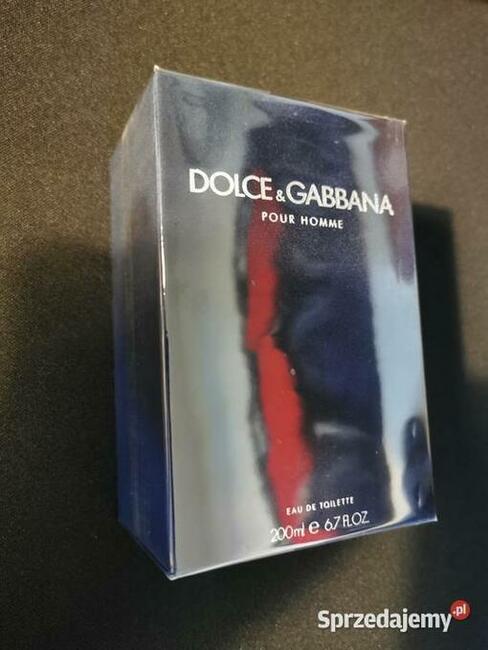 DOLCE & GABBANA
POUR HOMME
EAU DE TOILETTE
200ml e 6.7 FL.OZ
Sprzedajemy.pl